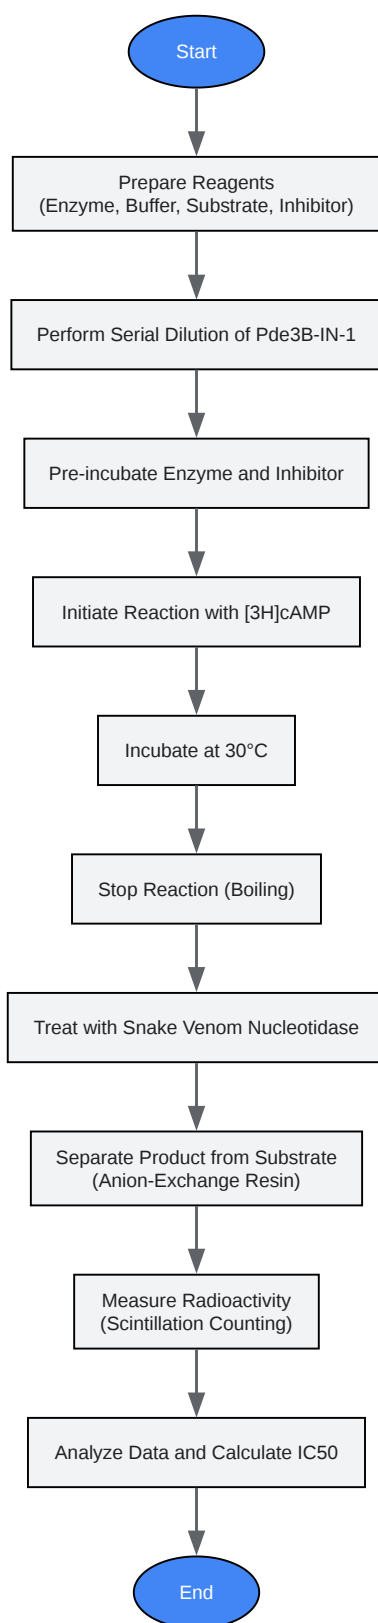 Start
Prepare Reagents
(Enzyme, Buffer, Substrate, Inhibitor)
Perform Serial Dilution of Pde3B-IN-1
Pre-incubate Enzyme and Inhibitor
Initiate Reaction with [3H]cAMP
Incubate at 30°C
Stop Reaction (Boiling)
Treat with Snake Venom Nucleotidase
Separate Product from Substrate
(Anion-Exchange Resin)
Measure Radioactivity
(Scintillation Counting)
Analyze Data and Calculate IC50
End